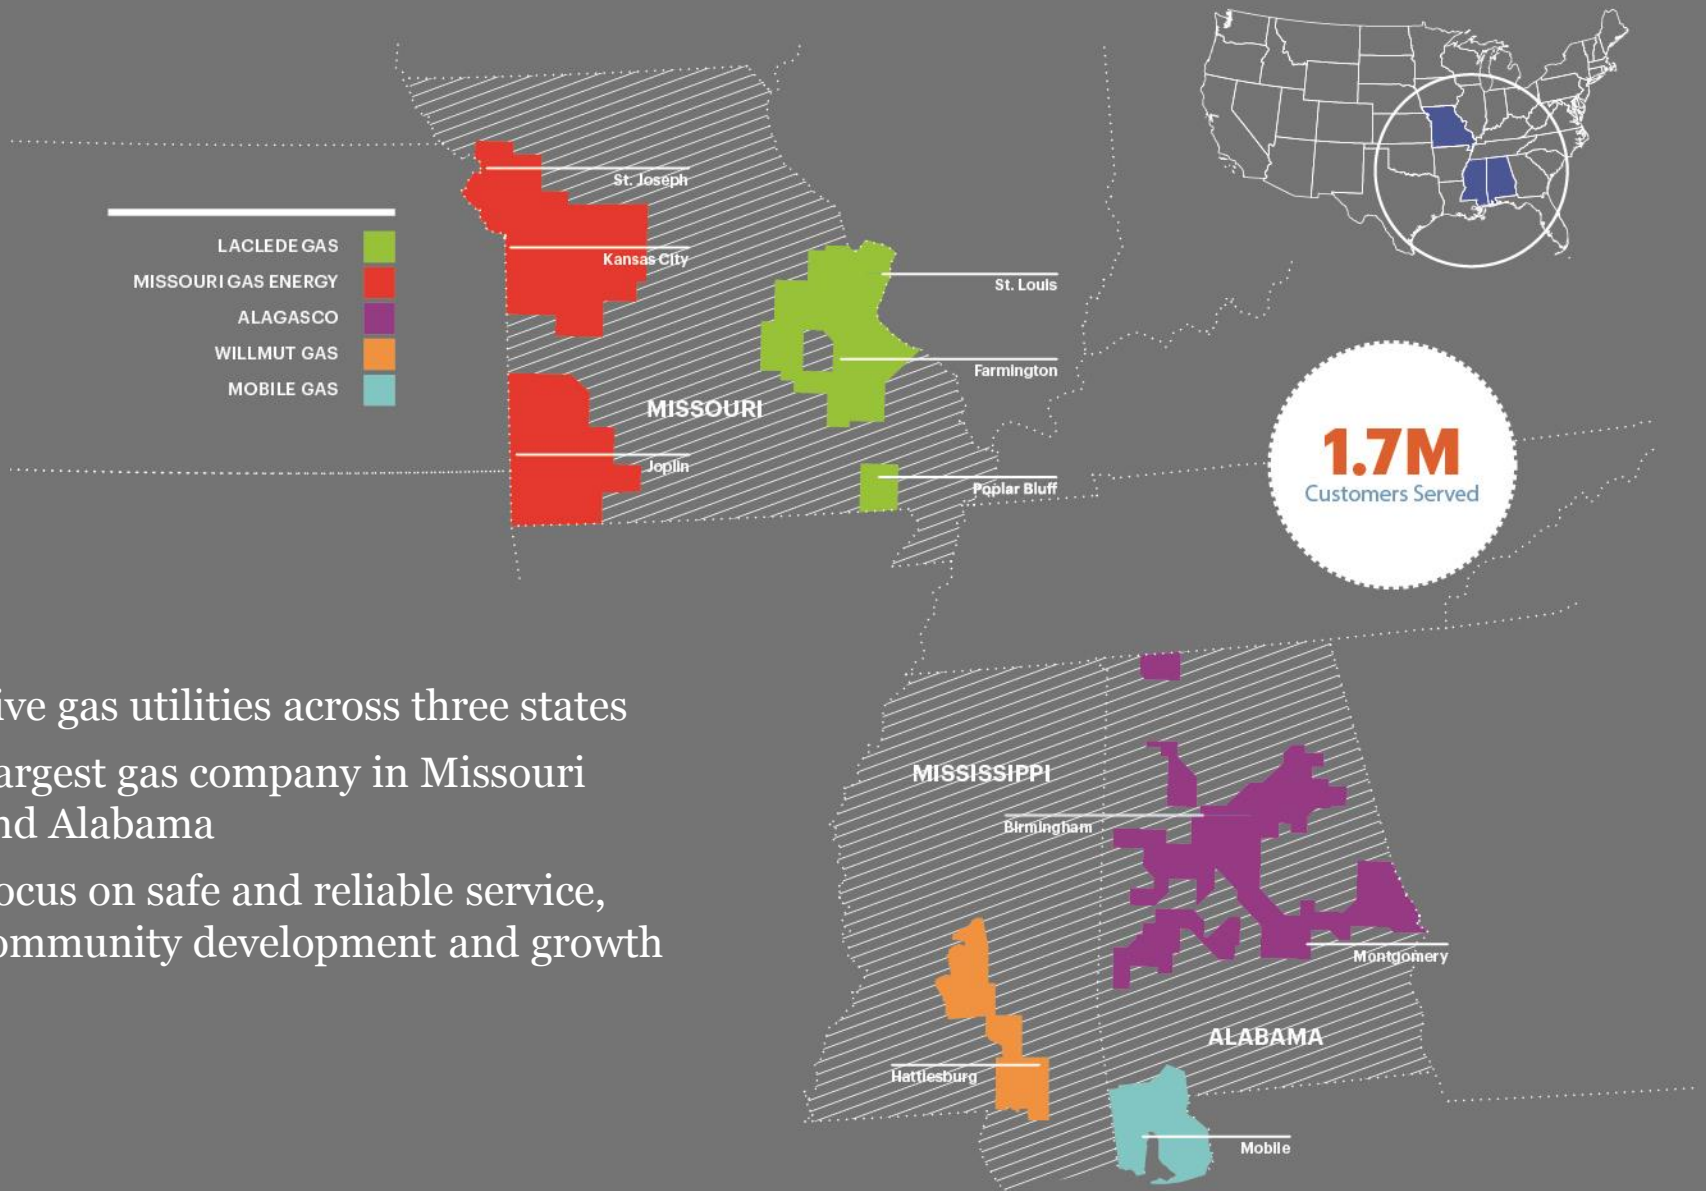 St. Joseph
Kansas City
LACLEDE GAS
MISSOURI GAS ENERGY
ALAGASCO
WILLMUT GAS
MOBILE GAS
St. Louis
Farmington
MISSOURI
Joplin
Poplar Bluff
1.7M
Customers Served
ive gas utilities across three states
argest gas company in Missouri
nd Alabama
ocus on safe and reliable service,
ommunity development and growth
MISSISSIPPI
Birmingham
Montgomery
ALABAMA
Hattiesburg
Mobile